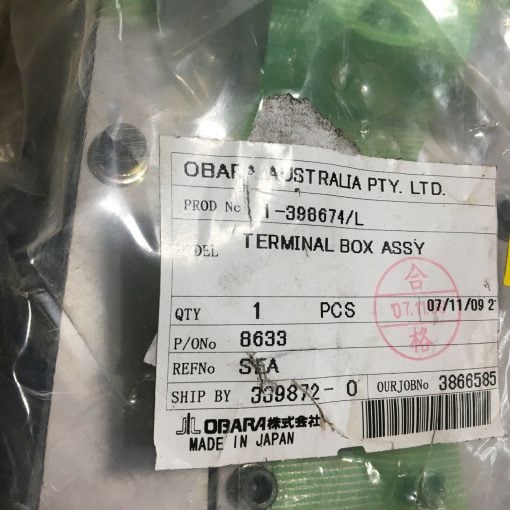 OBARA AUSTRALIA PTY. LTD.
PROD No 1-398674/L
MODEL TERMINAL BOX ASSY
QTY 1 PCS 07/11/09
P/ONo 8633
REFNo SEA
SHIP BY 339872-0 OURJOBNo 3866585
OBARA株式会社
MADE IN JAPAN
合
格